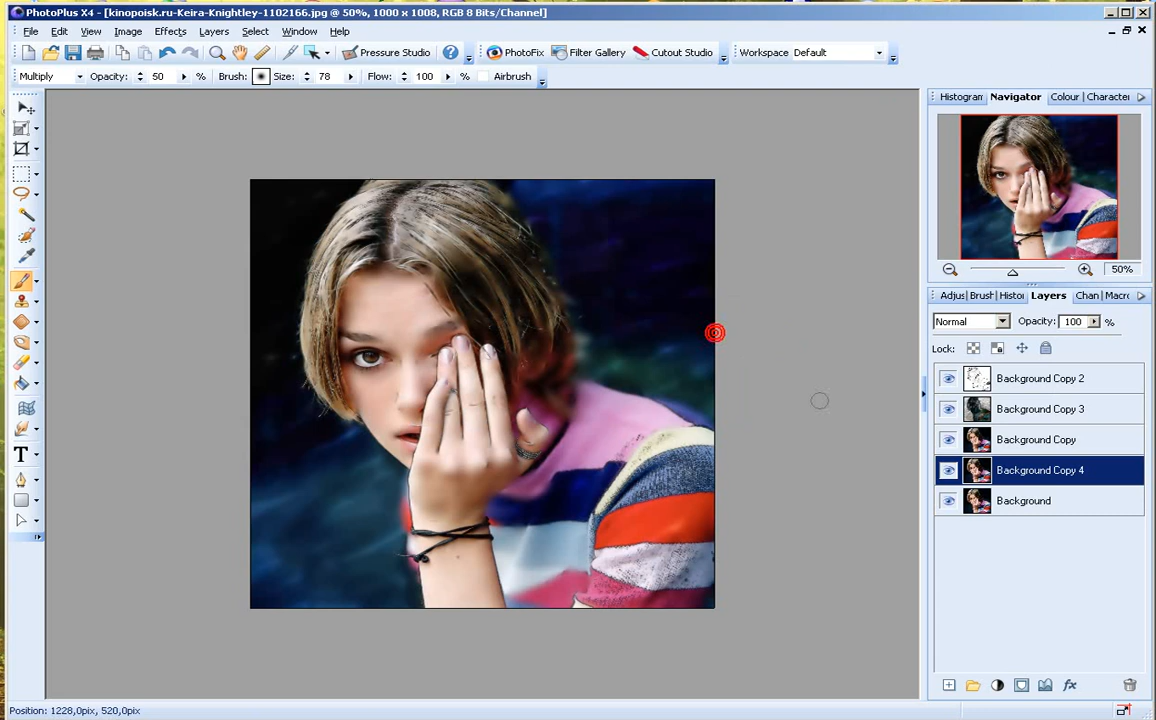 PhotoPlus X4 - [kinopoisk.ru-Keira-Knightley-1102166.jpg @ 50%, 1000 x 1008, RGB 8 Bits/Channel]
File Edit View Image Effects Layers Select Window Help
Pressure Studio PhotoFix Filter Gallery Cutout Studio Workspace Default
Multiply Opacity: 50 % Brush: Size: 78 Flow: 100 % Airbrush
Histogran Navigator Colour Character
50%
Adjus Brush Histor Layers Chan Macro
Normal Opacity: 100 %
Lock:
Background Copy 2
Background Copy 3
Background Copy
Background Copy 4
Background
Position: 1228,0pix, 520,0pix